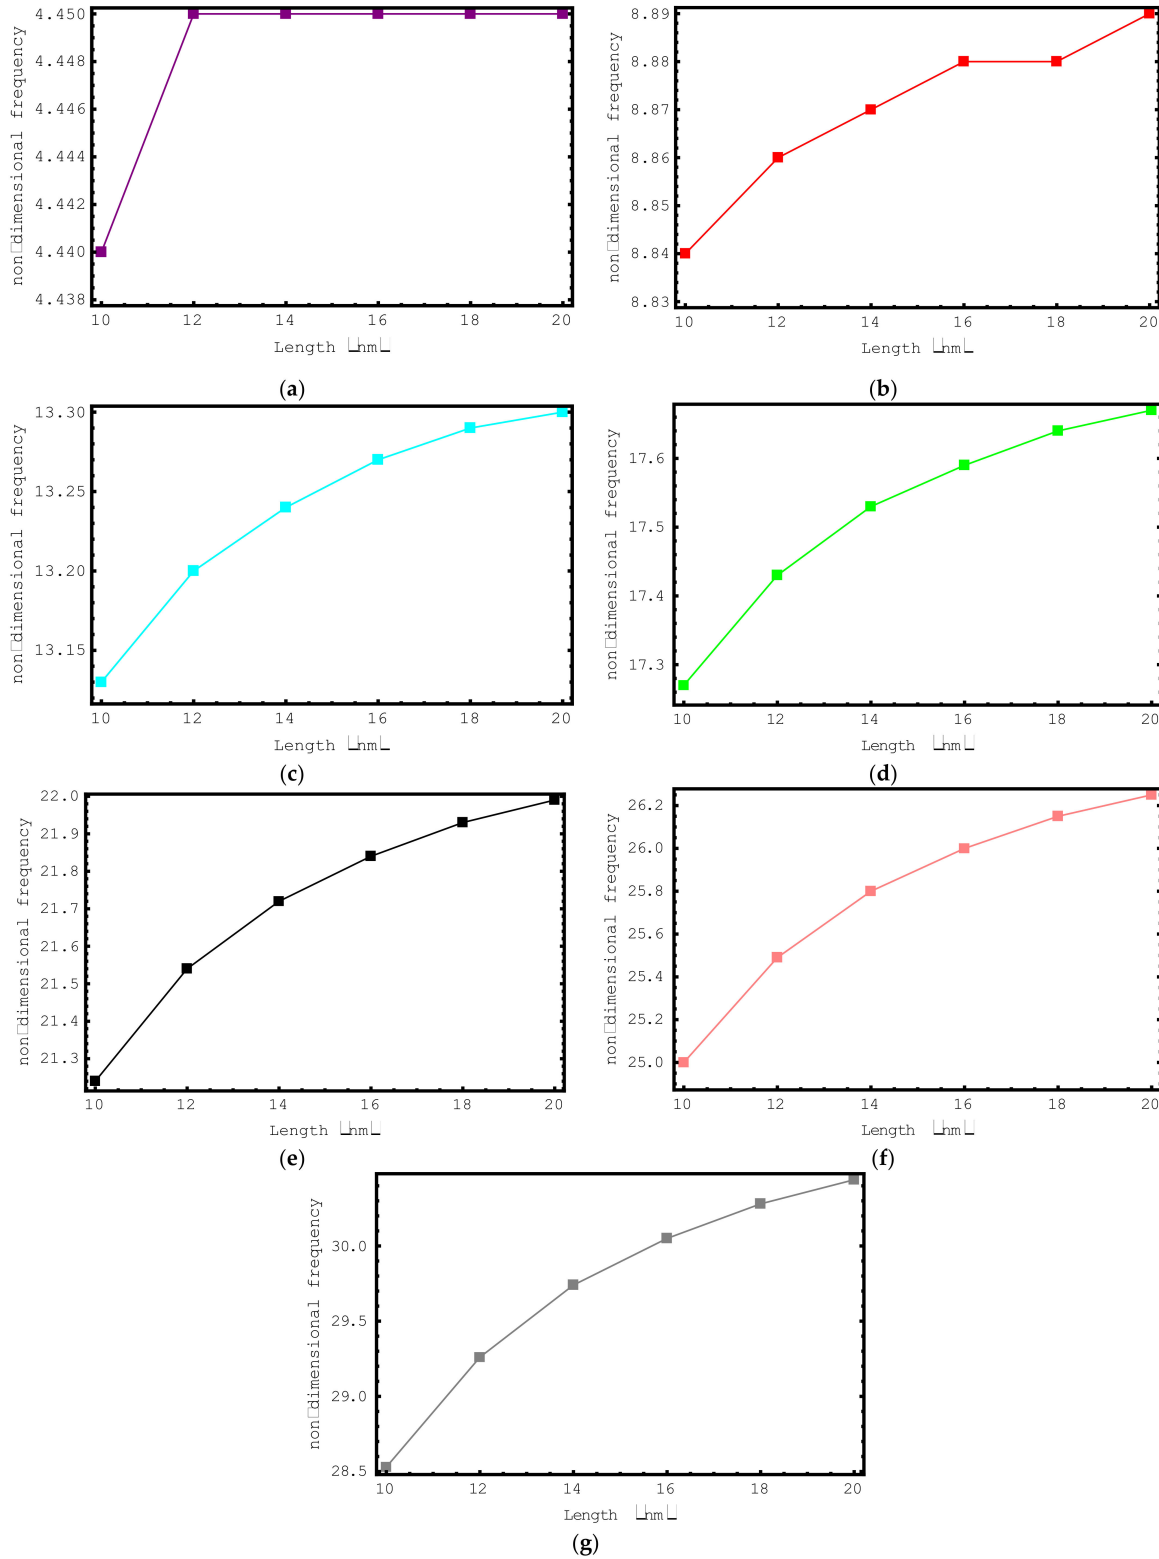 non□dimensional frequency
4.450
4.448
4.446
4.444
4.442
4.440
4.438
10 12 14 16 18 20
Length nm
(a)
non□dimensional frequency
8.89
8.88
8.87
8.86
8.85
8.84
8.83
10 12 14 16 18 20
Length nm
(b)
non□dimensional frequency
13.30
13.25
13.20
13.15
10 12 14 16 18 20
Length nm
(c)
non□dimensional frequency
17.6
17.5
17.4
17.3
10 12 14 16 18 20
Length nm
(d)
non□dimensional frequency
22.0
21.9
21.8
21.7
21.6
21.5
21.4
21.3
10 12 14 16 18 20
Length nm
(e)
non□dimensional frequency
26.2
26.0
25.8
25.6
25.4
25.2
25.0
10 12 14 16 18 20
Length nm
(f)
non□dimensional frequency
30.0
29.5
29.0
28.5
10 12 14 16 18 20
Length nm
(g)